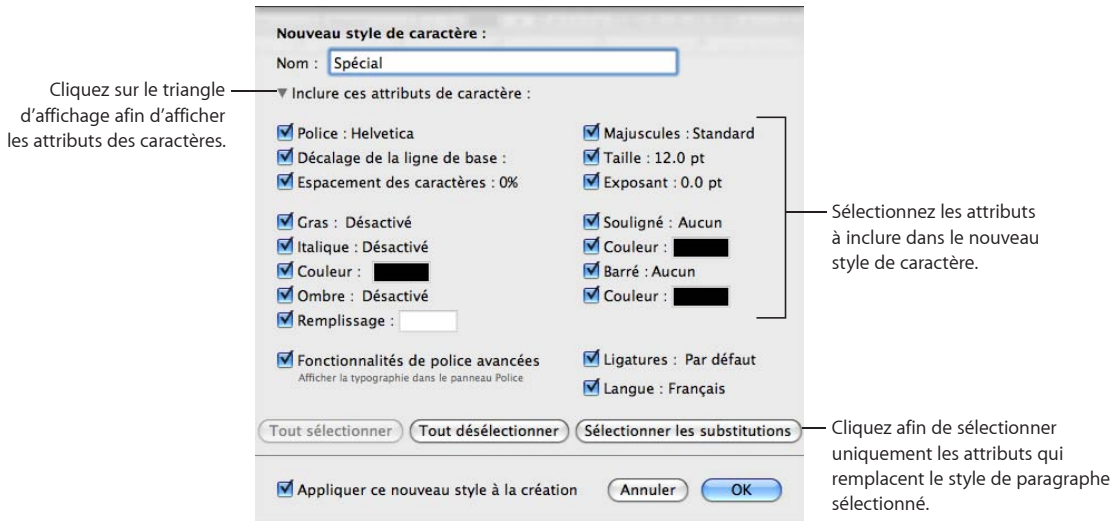 Nouveau style de caractère :
Nom : Spécial
Cliquez sur le triangle
d'affichage afin d'afficher
les attributs des caractères.
Inclure ces attributs de caractère :
Police : Helvetica
Décalage de la ligne de base :
Espacement des caractères : 0%
Majuscules : Standard
Taille : 12.0 pt
Exposant : 0.0 pt
Gras : Désactivé
Italique : Désactivé
Couleur :
Ombre : Désactivé
Remplissage :
Souligné : Aucun
Couleur :
Barré : Aucun
Couleur :
Sélectionnez les attributs
à inclure dans le nouveau
style de caractère.
Fonctionnalités de police avancées
Afficher la typographie dans le panneau Police
Ligatures : Par défaut
Langue : Français
Tout sélectionner Tout désélectionner Sélectionner les substitutions
Cliquez afin de sélectionner
uniquement les attributs qui
remplacent le style de paragraphe
sélectionné.
Appliquer ce nouveau style à la création Annuler OK